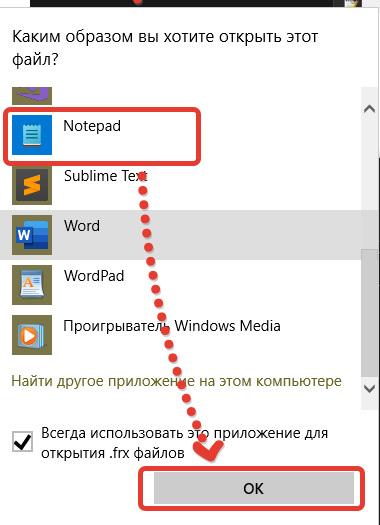 Каким образом вы хотите открыть этот
файл?
Notepad
Sublime Text
Word
WordPad
Проигрыватель Windows Media
Найти другое приложение на этом компьютере
Всегда использовать это приложение для
открытия .frx файлов
ОК